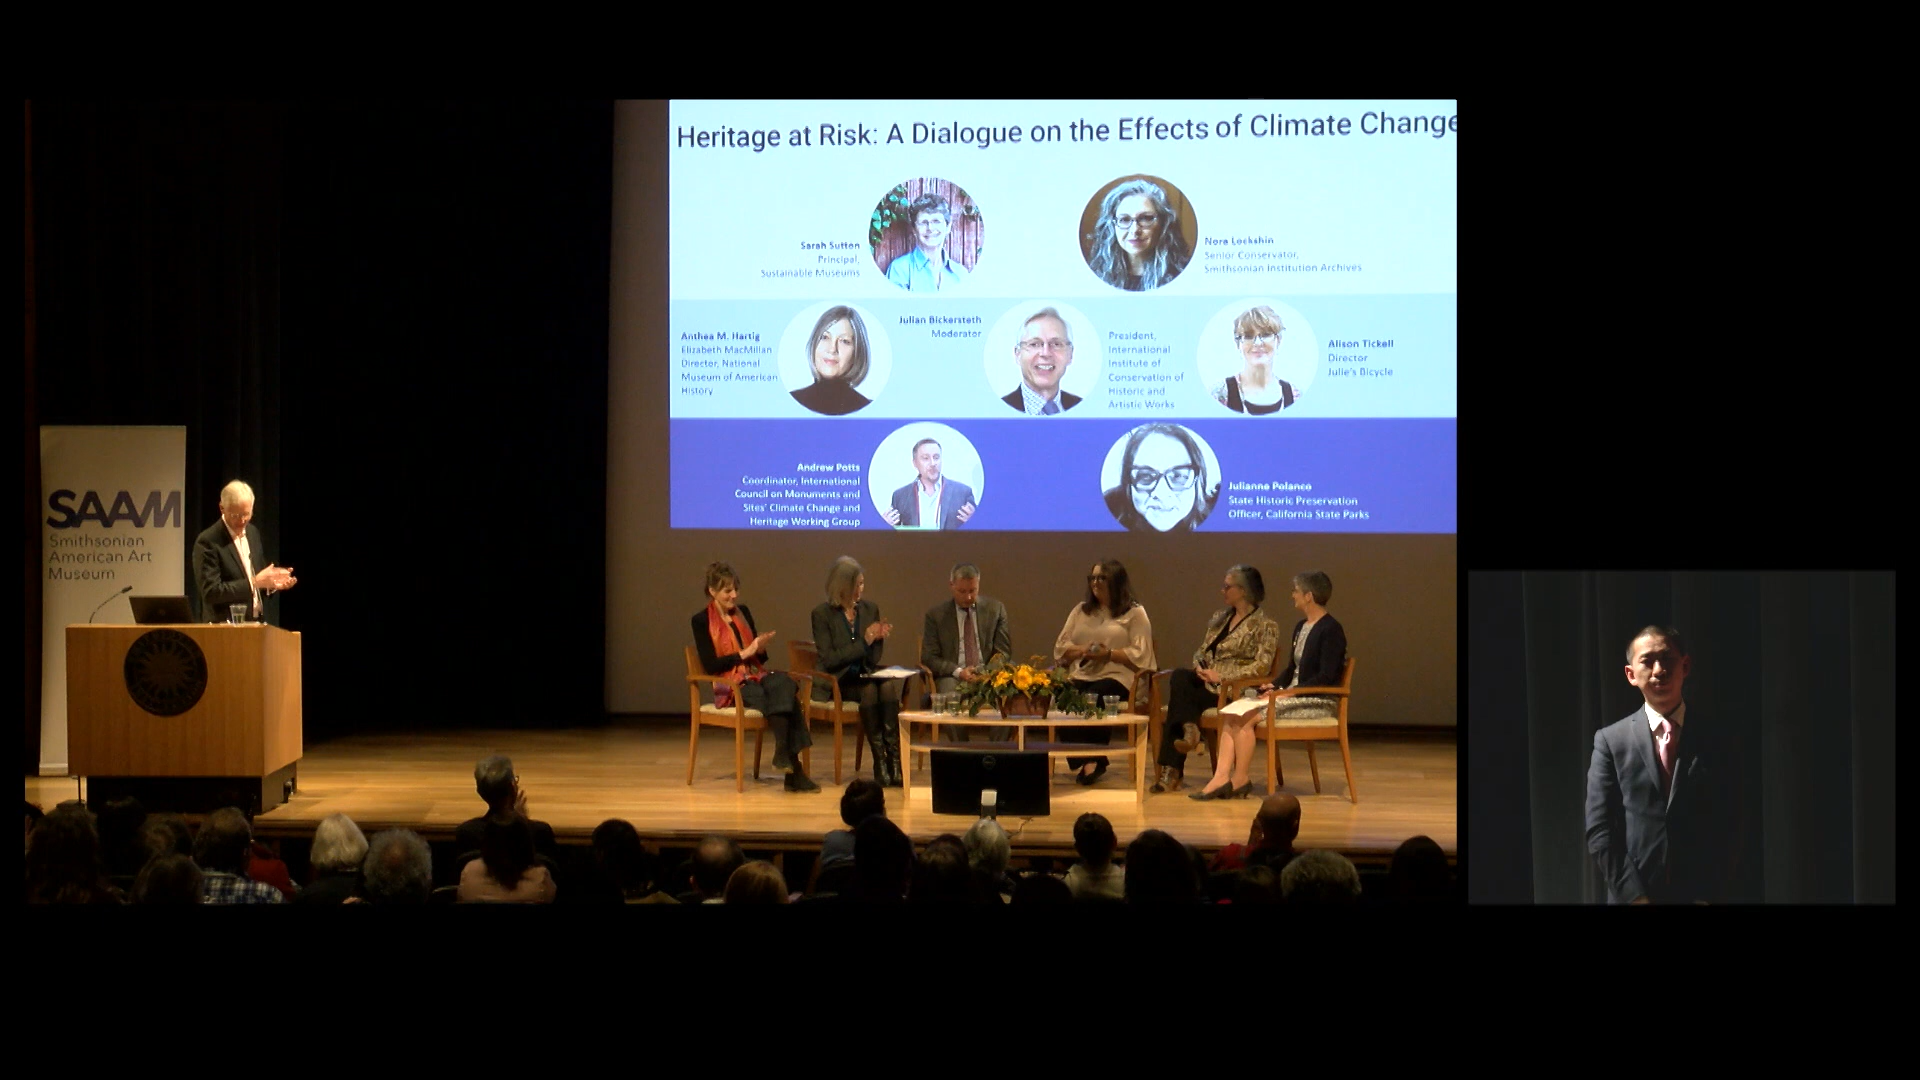 Heritage at Risk: A Dialogue on the Effects of Climate Change
Sarah Sutton
Principal,
Sustainable Museums
Nora Lockshin
Senior Conservator,
Smithsonian Institution Archives
Anthea M. Hartig
Elizabeth MacMillan
Director, National
Museum of American
History
Julian Bickersteth
Moderator
President,
International
Institute of
Conservation of
Historic and
Artistic Works
Alison Tickell
Director
Julie's Bicycle
Andrew Potts
Coordinator, International
Council on Monuments and
Sites' Climate Change and
Heritage Working Group
Julianne Polanco
State Historic Preservation
Officer, California State Parks
SAAM
Smithsonian
American Art
Museum